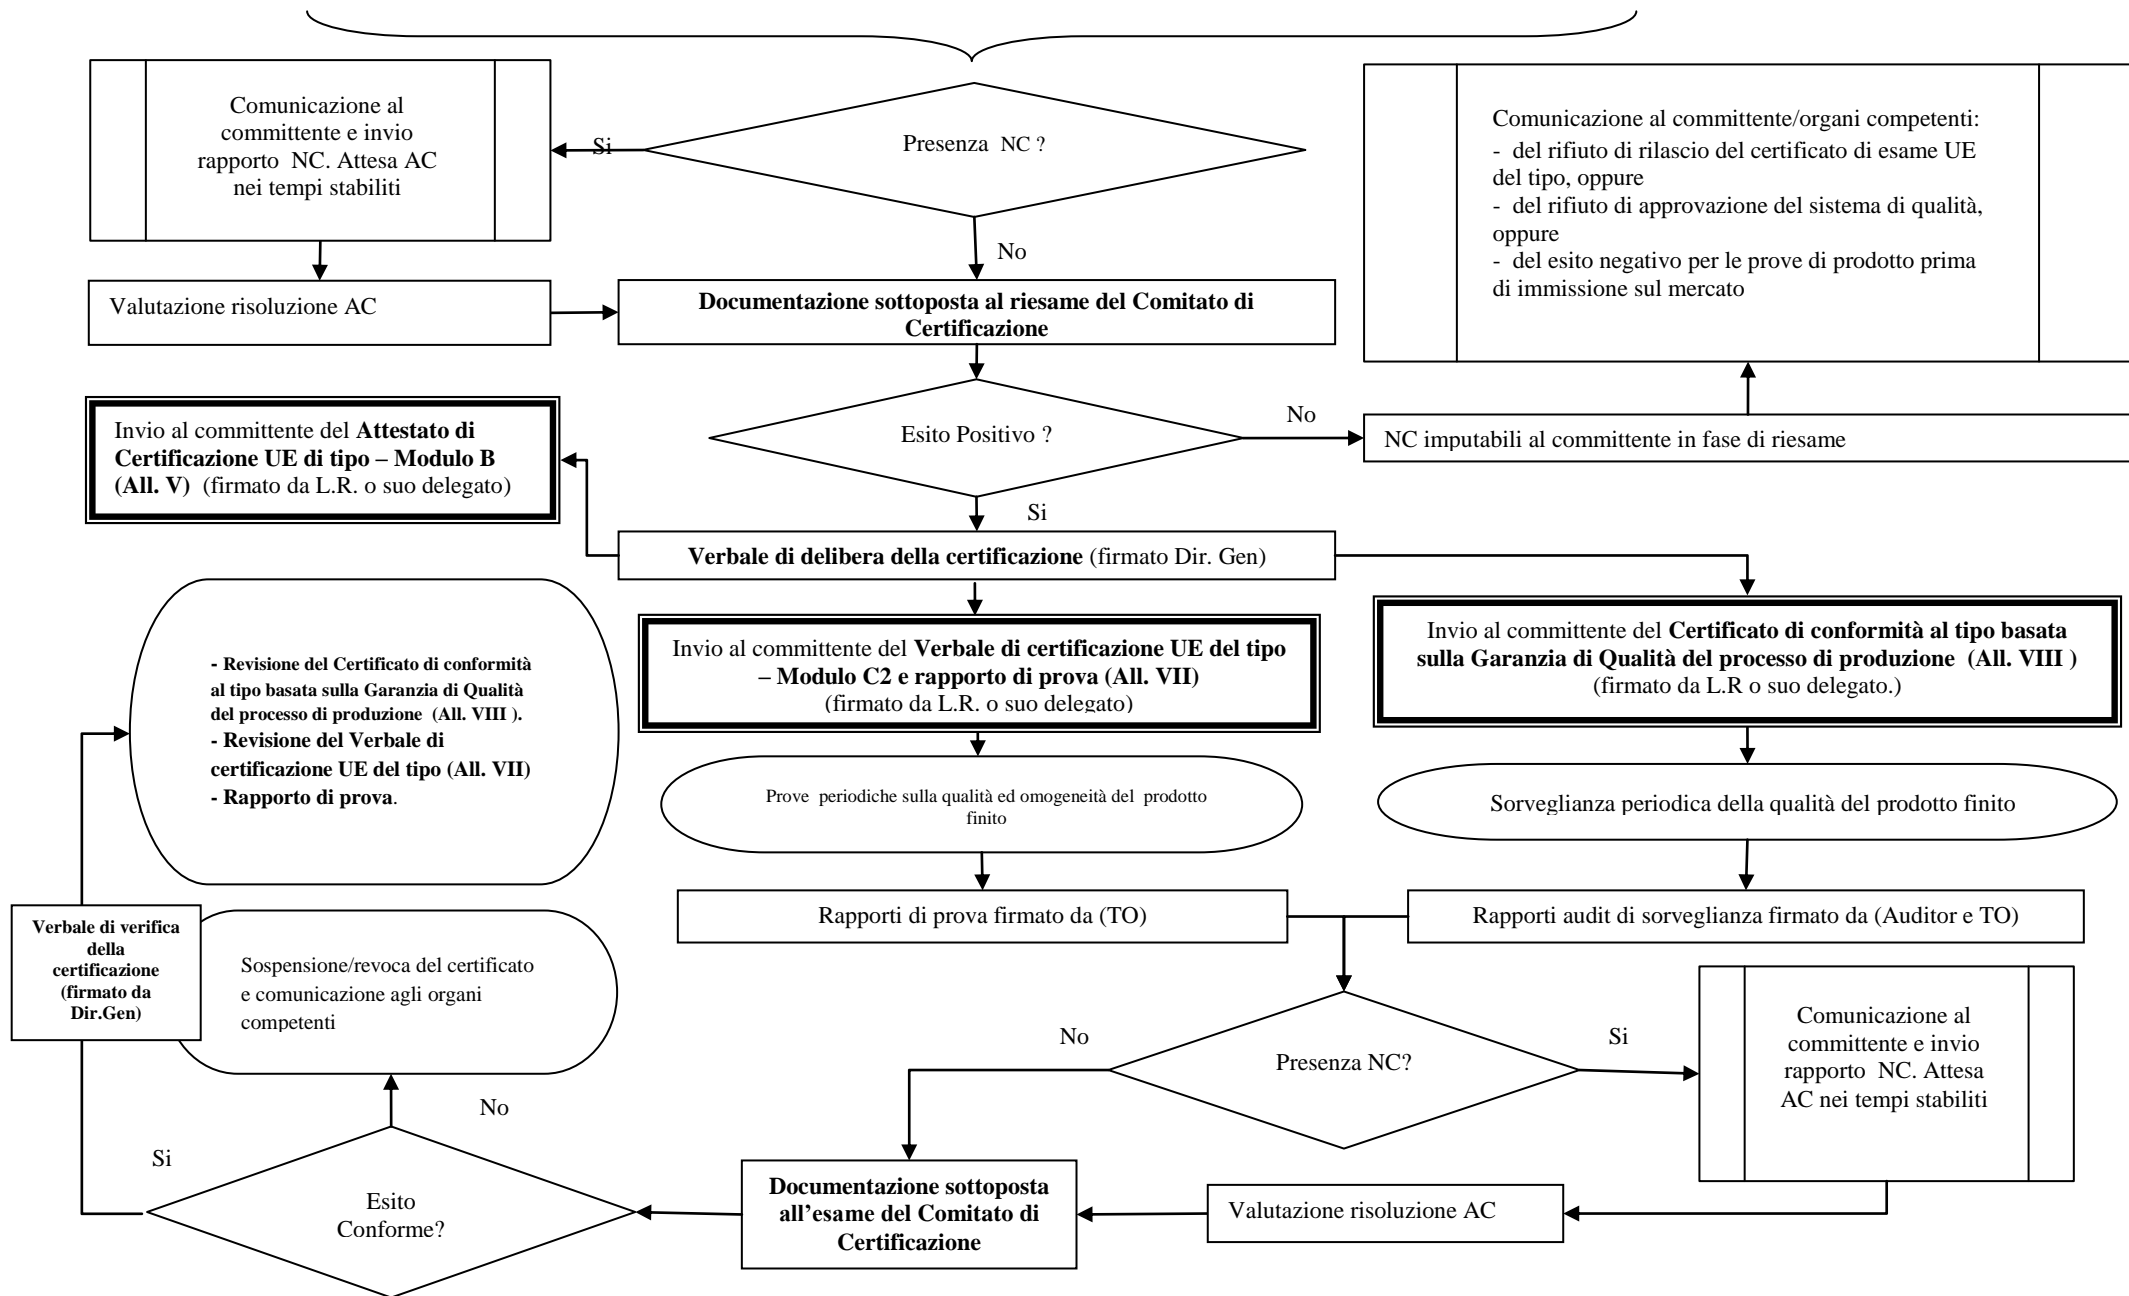 Comunicazione al
committente e invio
rapporto NC. Attesa AC
nei tempi stabiliti
Si
Presenza NC ?
No
Comunicazione al committente/organi competenti:
- del rifiuto di rilascio del certificato di esame UE
del tipo, oppure
- del rifiuto di approvazione del sistema di qualità,
oppure
- del esito negativo per le prove di prodotto prima
di immissione sul mercato
Valutazione risoluzione AC
Documentazione sottoposta al riesame del Comitato di
Certificazione
Invio al committente del Attestato di
Certificazione UE di tipo – Modulo B
(All. V) (firmato da L.R. o suo delegato)
Esito Positivo ?
No
NC imputabili al committente in fase di riesame
Si
Verbale di delibera della certificazione (firmato Dir. Gen)
Invio al committente del Verbale di certificazione UE del tipo
– Modulo C2 e rapporto di prova (All. VII)
(firmato da L.R. o suo delegato)
Invio al committente del Certificato di conformità al tipo basata
sulla Garanzia di Qualità del processo di produzione (All. VIII )
(firmato da L.R o suo delegato.)
- Revisione del Certificato di conformità
al tipo basata sulla Garanzia di Qualità
del processo di produzione (All. VIII ).
- Revisione del Verbale di
certificazione UE del tipo (All. VII)
- Rapporto di prova.
Prove periodiche sulla qualità ed omogeneità del prodotto
finito
Sorveglianza periodica della qualità del prodotto finito
Rapporti di prova firmato da (TO)
Rapporti audit di sorveglianza firmato da (Auditor e TO)
Verbale di verifica
della
certificazione
(firmato da
Dir.Gen)
Sospensione/revoca del certificato
e comunicazione agli organi
competenti
No
Presenza NC?
Si
Comunicazione al
committente e invio
rapporto NC. Attesa
AC nei tempi stabiliti
No
Si
Esito
Conforme?
Documentazione sottoposta
all’esame del Comitato di
Certificazione
Valutazione risoluzione AC